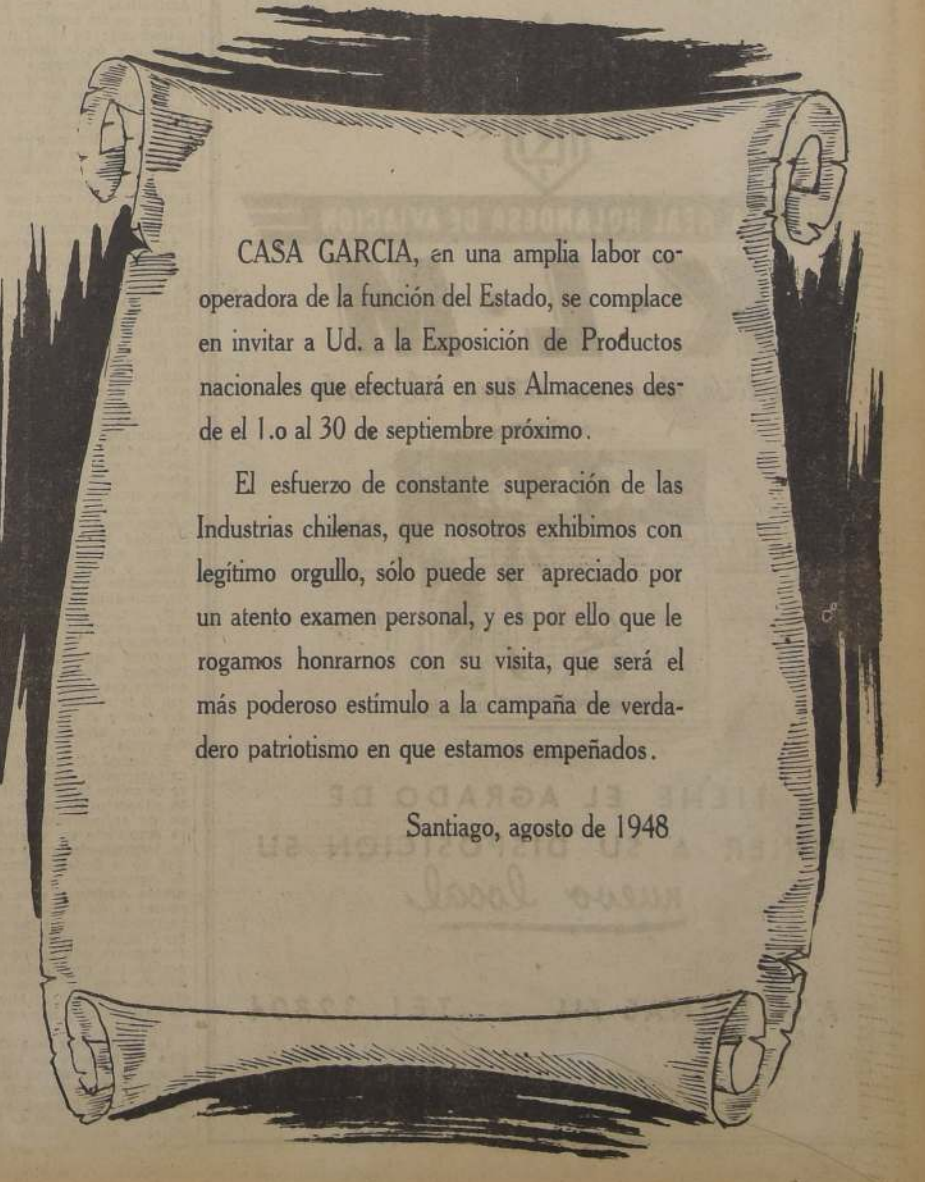 CASA GARCIA, en una amplia labor co-
operadora de la función del Estado, se complace
en invitar a Ud. a la Exposición de Productos
nacionales que efectuará en sus Almacenes des-
de el 1.o al 30 de septiembre próximo.
El esfuerzo de constante superación de las
Industrias chilenas, que nosotros exhibimos con
legítimo orgullo, sólo puede ser apreciado por
un atento examen personal, y es por ello que le
rogamos honrarnos con su visita, que será el
más poderoso estímulo a la campaña de verda-
dero patriotismo en que estamos empeñados.
Santiago, agosto de 1948